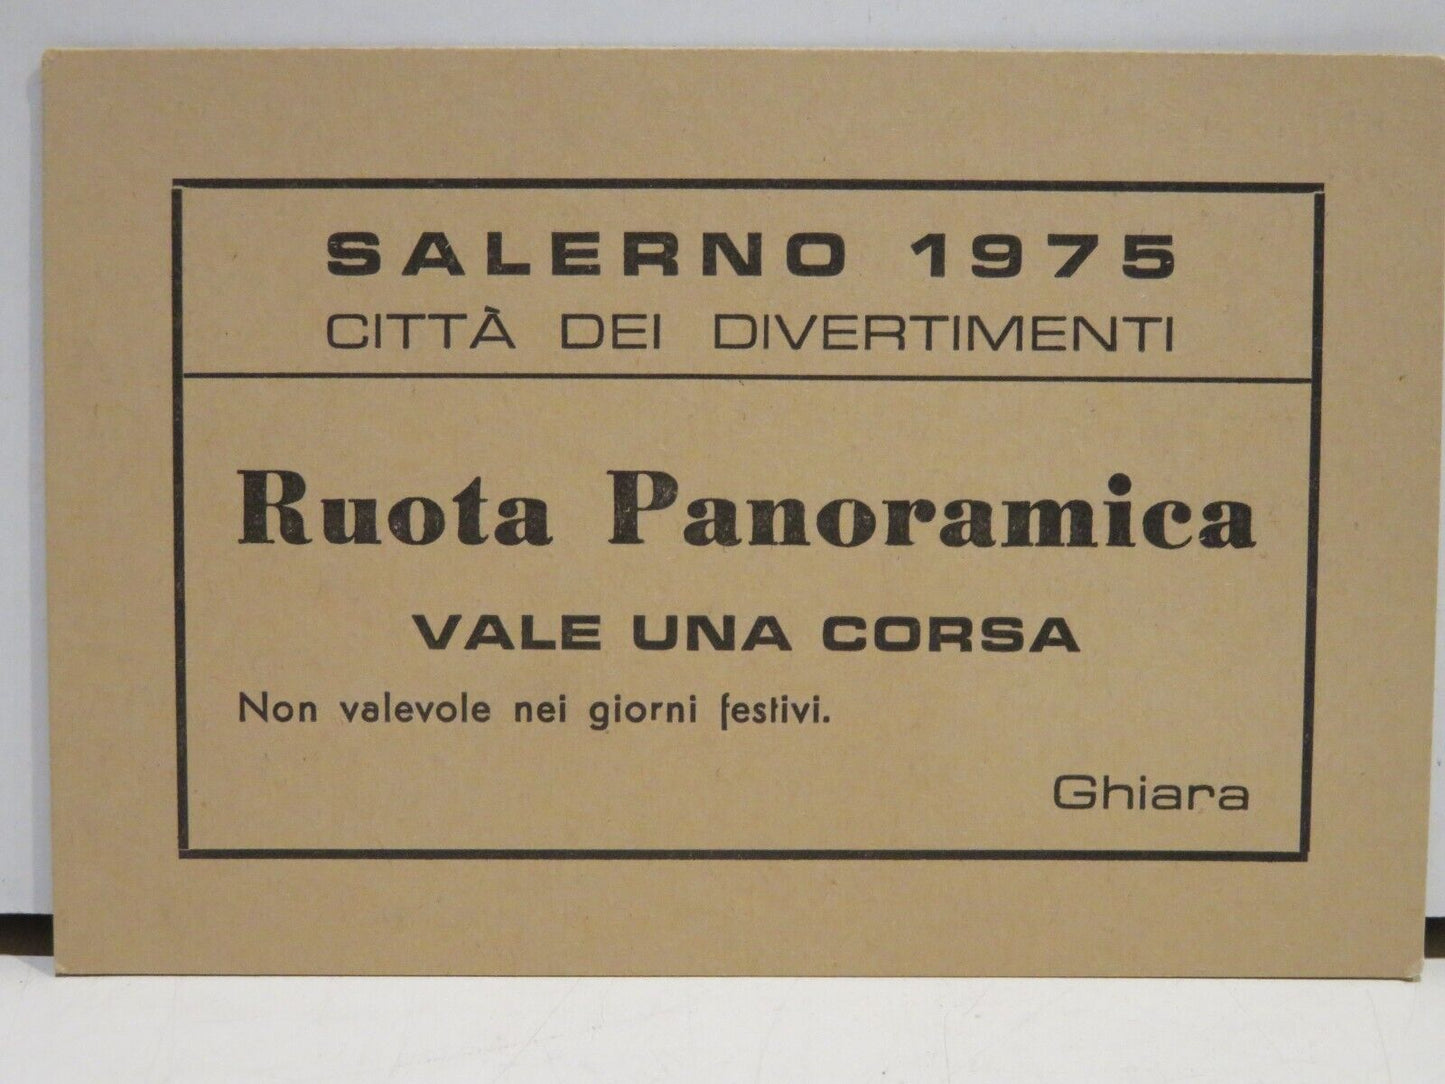 SALERNO 1975
CITTÀ DEI DIVERTIMENTI
Ruota Panoramica
VALE UNA CORSA
Non valevole nei giorni festivi.
Ghiara